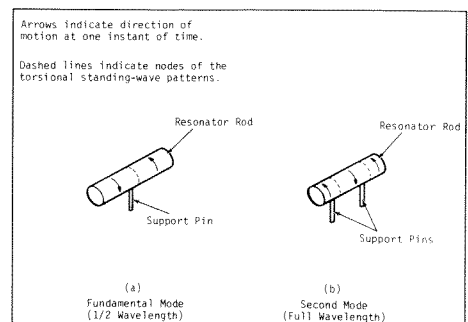 Arrows indicate direction of
motion at one instant of time.
Dashed lines indicate nodes of the
torsional standing-wave patterns.
Resonator Rod
Support Pin
(a)
Fundamental Mode
(1/2 Wavelength)
Resonator Rod
Support Pins
(b)
Second Mode
(Full Wavelength)